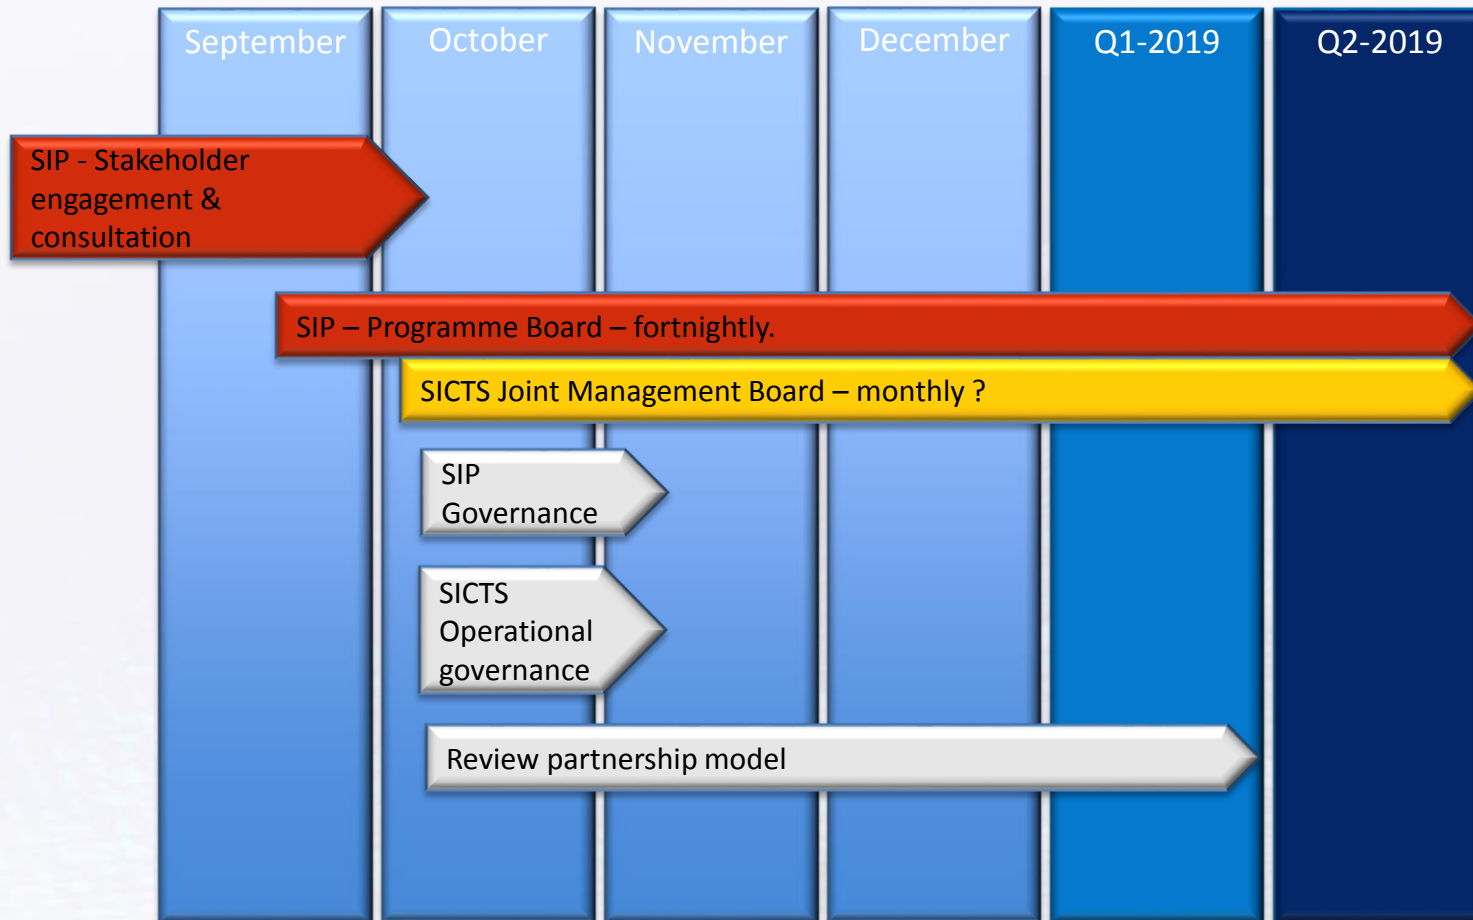 September October November December Q1-2019 Q2-2019
SIP - Stakeholder
engagement &
consultation
SIP – Programme Board – fortnightly.
SICTS Joint Management Board – monthly ?
SIP
Governance
SICTS
Operational
governance
Review partnership model